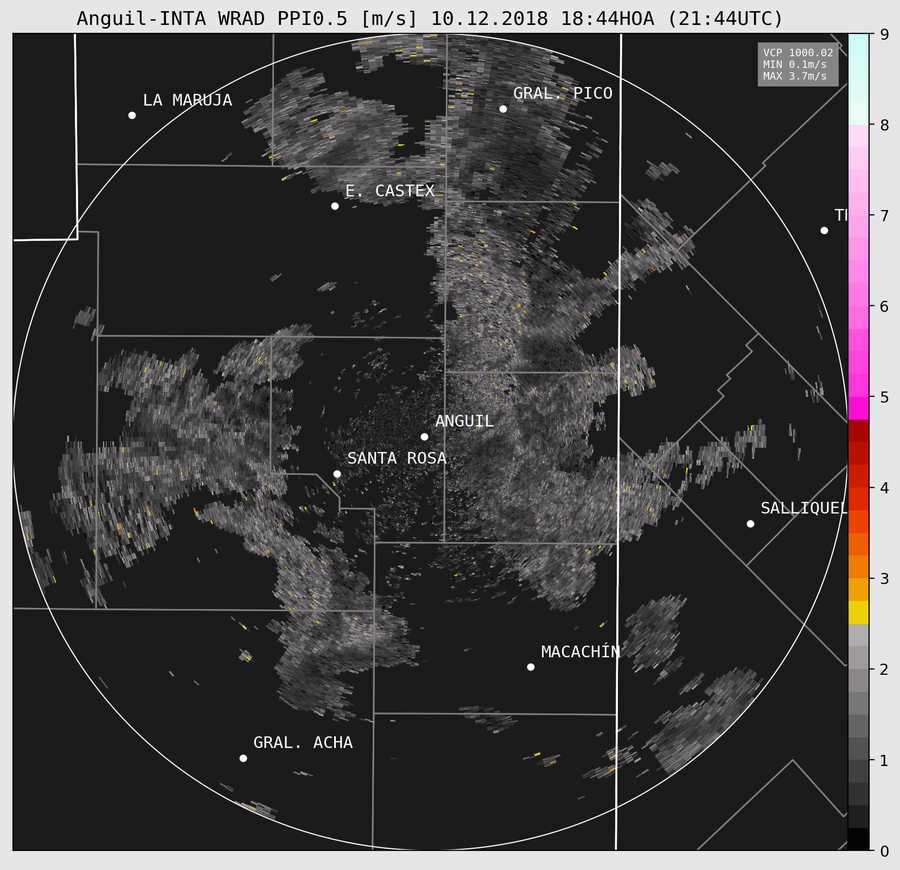 Anguil-INTA WRAD PPI0.5 [m/s] 10.12.2018 18:44HOA (21:44UTC)
VCP 1000.02
MIN 0.1m/s
MAX 3.7m/s
LA MARUJA
GRAL. PICO
E. CASTEX
ANGUIL
SANTA ROSA
SALLIQUEL
MACACHÍN
GRAL. ACHA
9
8
7
6
5
4
3
2
1
0